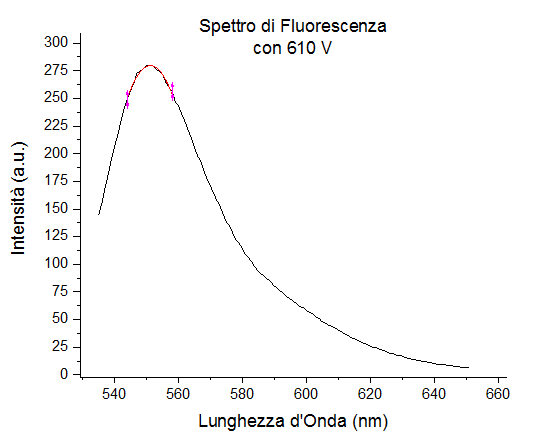 Spettro di Fluorescenza
con 610 V
300
275
250
225
200
175
150
125
100
75
50
25
0
Intensità (a.u.)
540 560 580 600 620 640 660
Lunghezza d'Onda (nm)